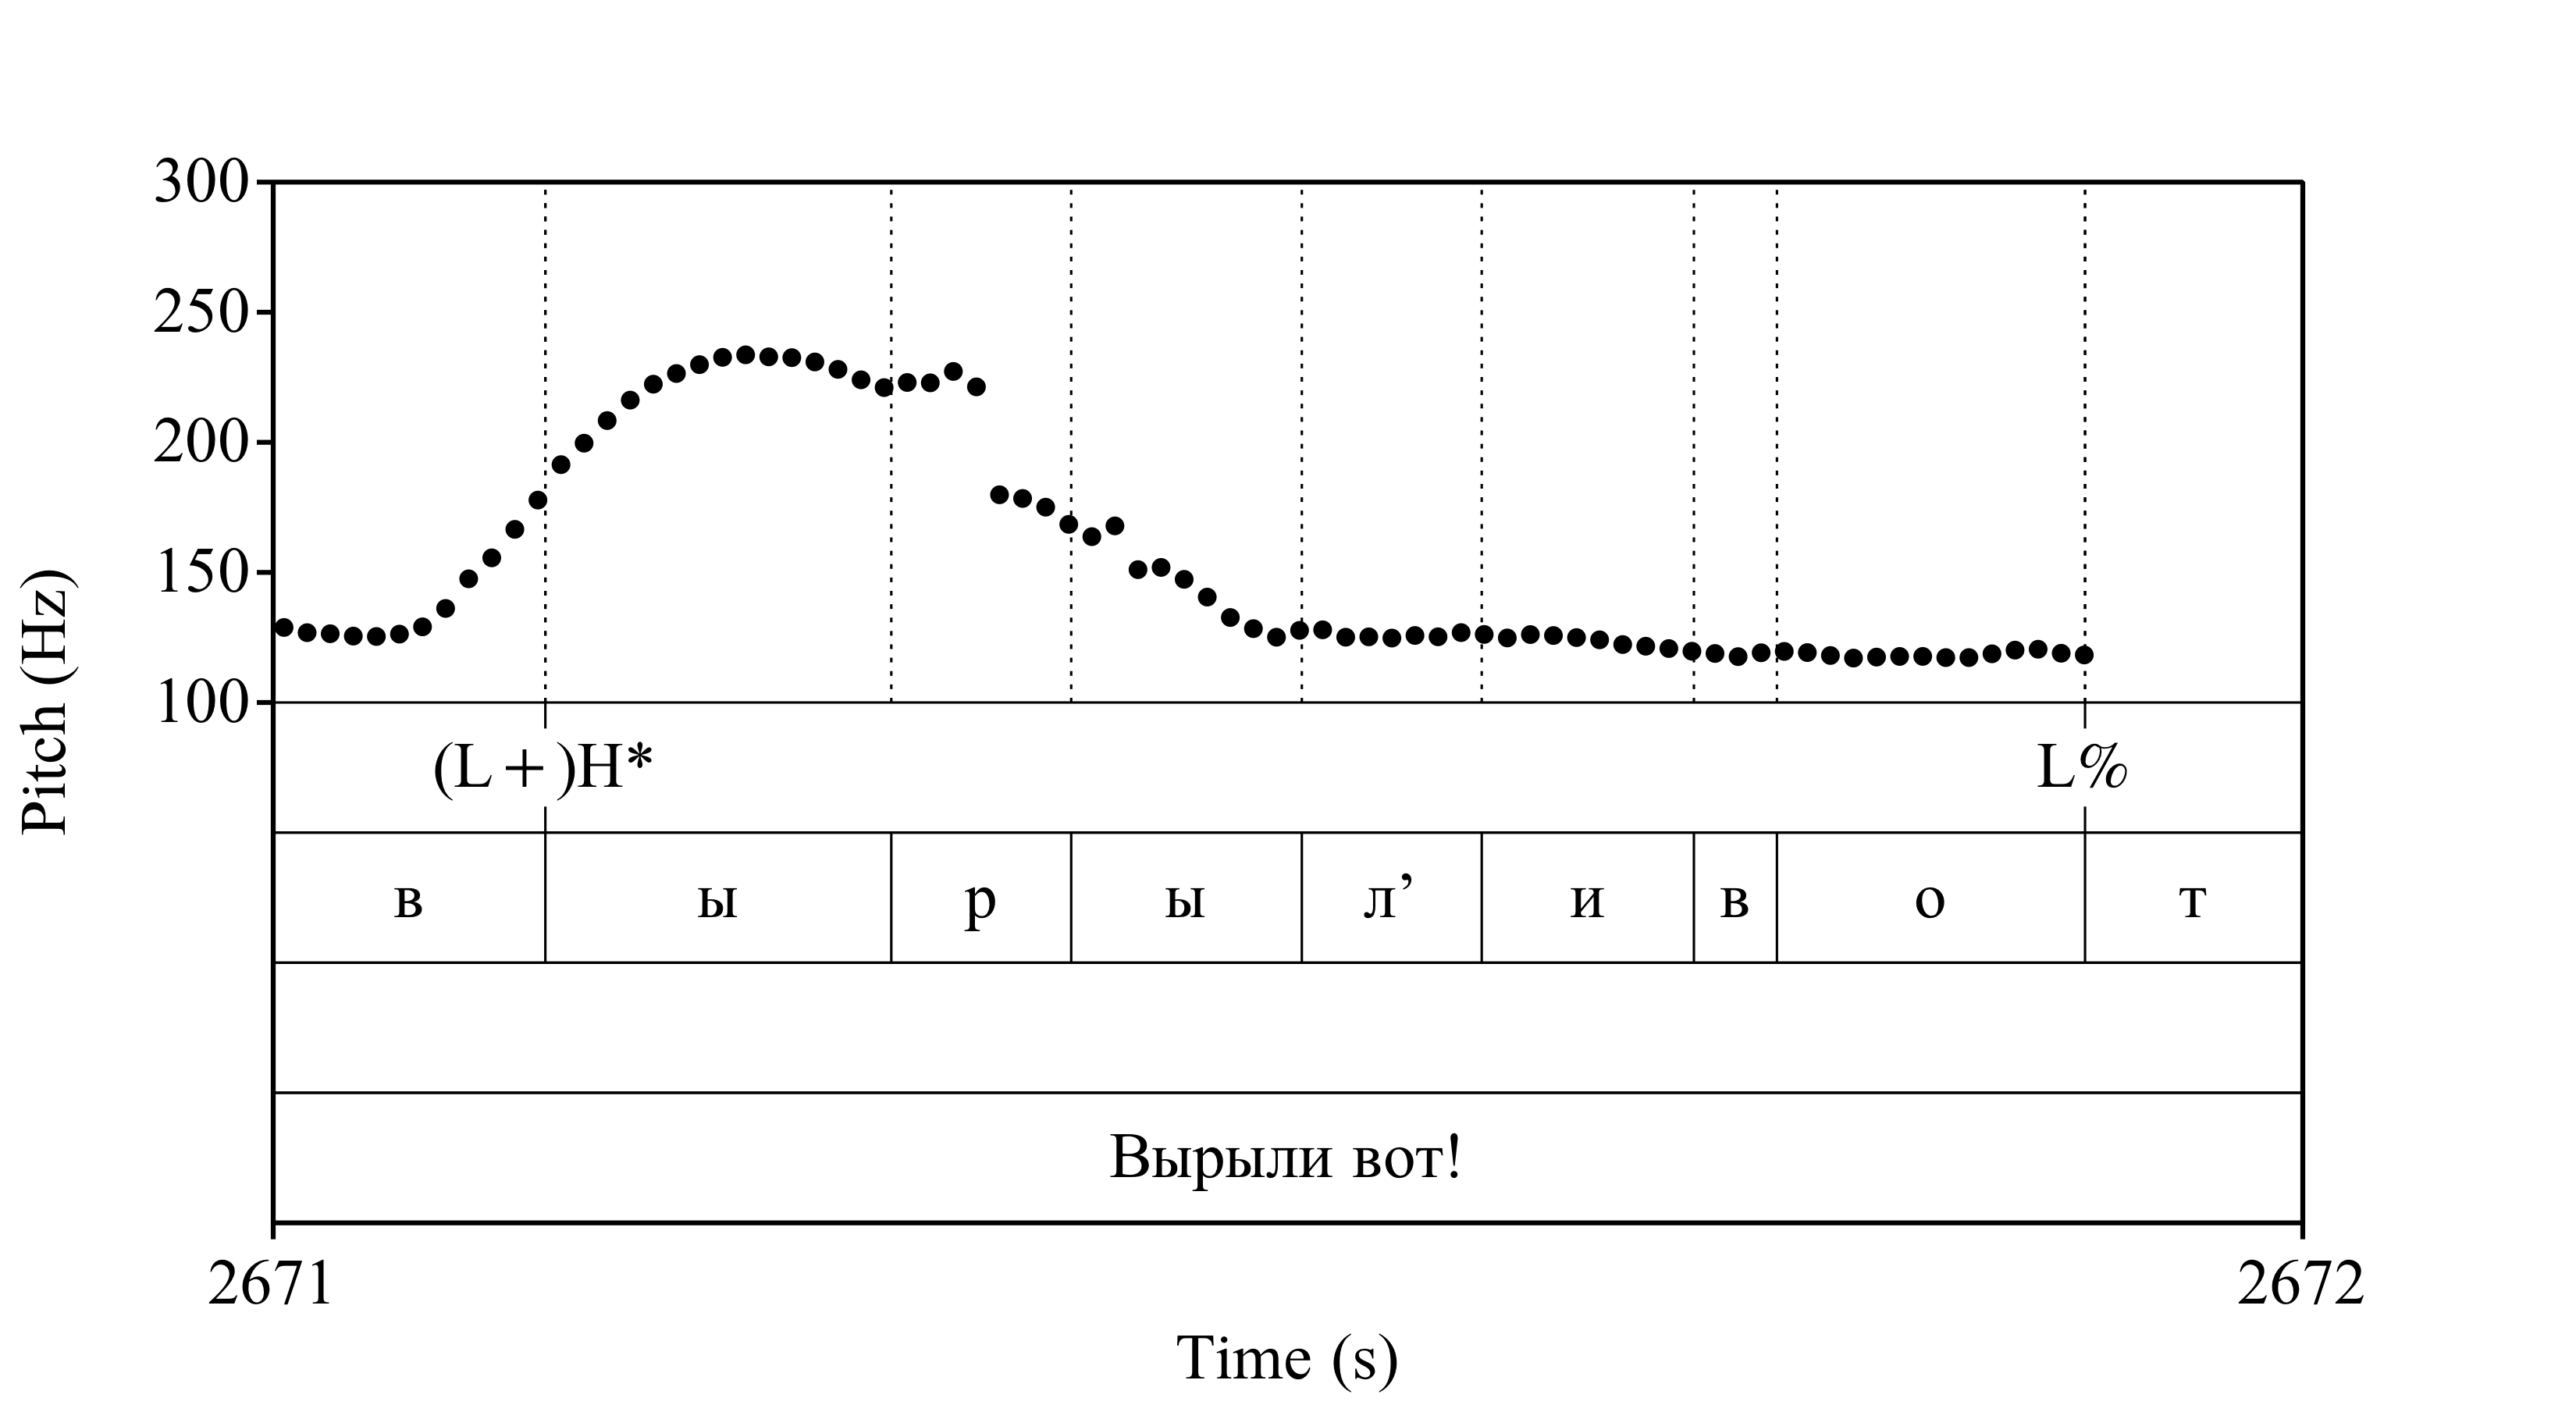 300
250
200
150
100
Pitch (Hz)
(L+)H* L%
в ы р ы л’ и в о т
Вырыли вот!
2671 2672
Time (s)